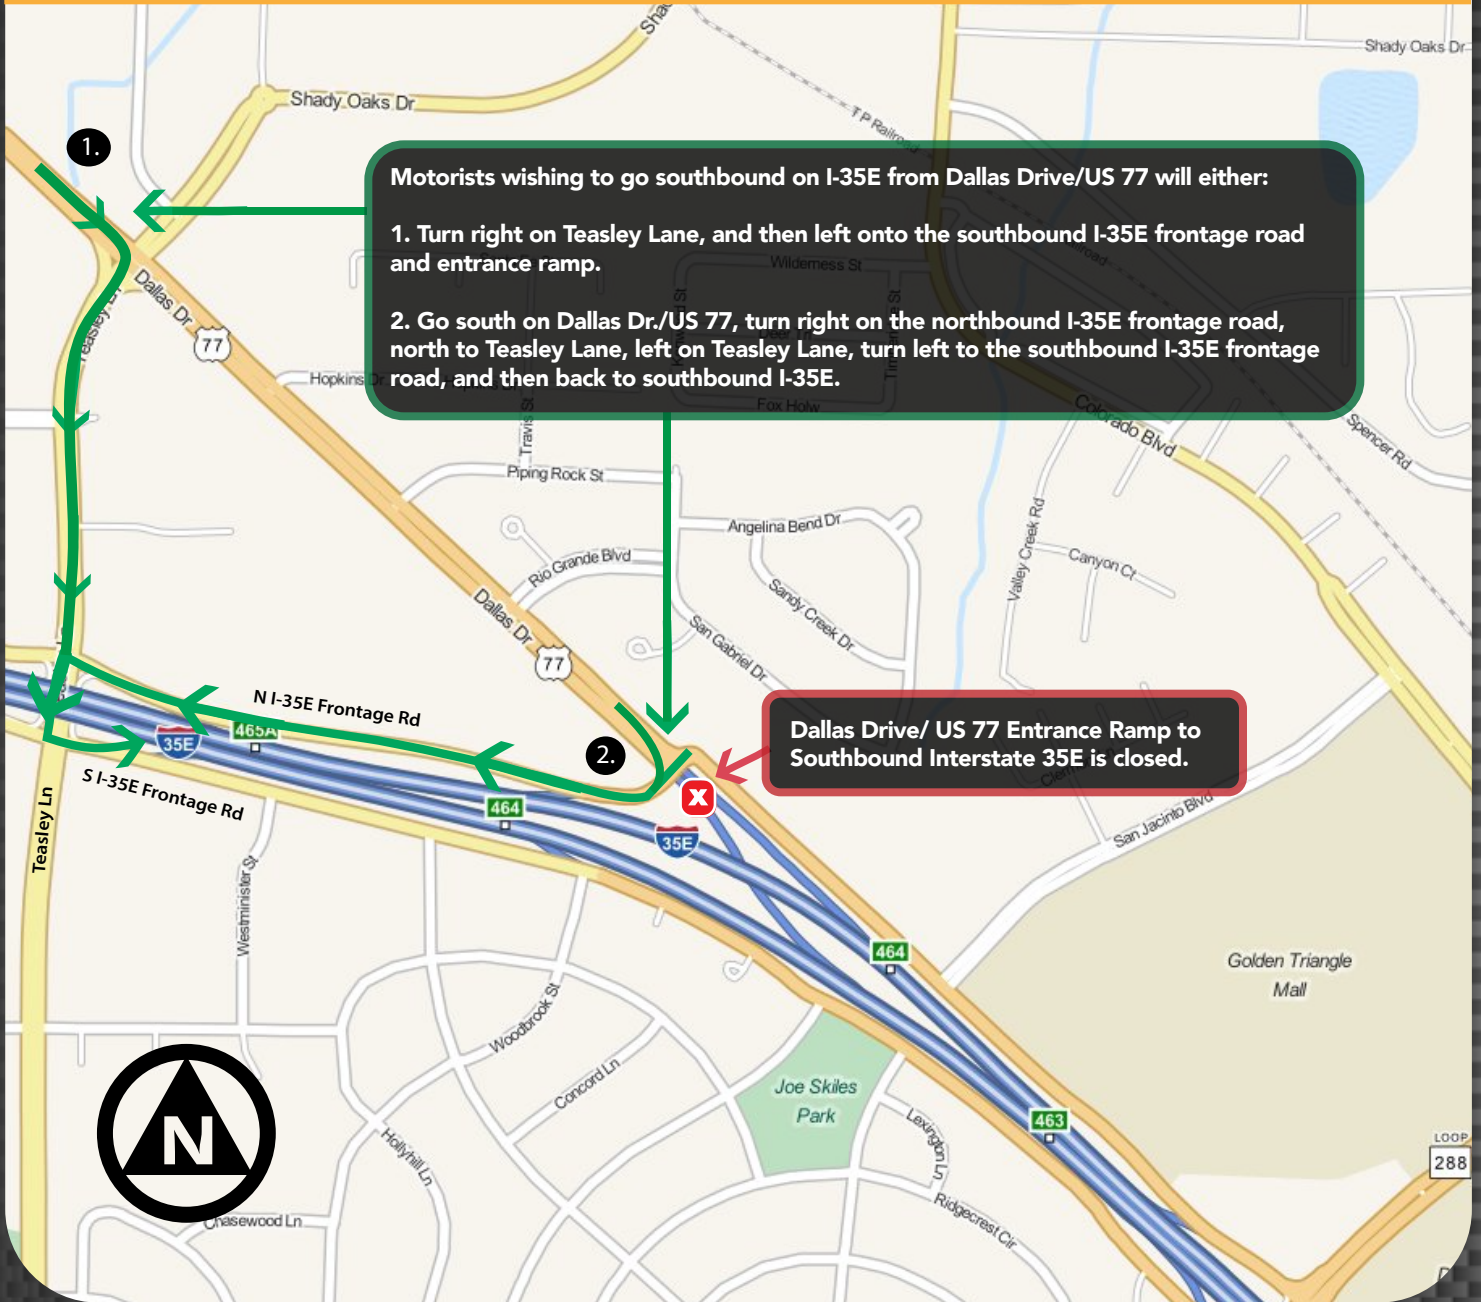 Shady Oaks Dr
Shady Oaks Dr
T P Railroad
1.
Motorists wishing to go southbound on I-35E from Dallas Drive/US 77 will either:
1. Turn right on Teasley Lane, and then left onto the southbound I-35E frontage road
and entrance ramp.
2. Go south on Dallas Dr./US 77, turn right on the northbound I-35E frontage road,
north to Teasley Lane, left on Teasley Lane, turn left to the southbound I-35E frontage
road, and then back to southbound I-35E.
Wilderness St
Fox Holw
Dallas Dr
77
Hopkins Dr
Travis St
Colorado Blvd
Spencer Rd
Piping Rock St
Angelina Bend Dr
Valley Creek Rd
Canyon Ct
Rio Grande Blvd
Sandy Creek Dr
Dallas Dr
San Gabriel Dr
77
N I-35E Frontage Rd
465A
35E
2.
Dallas Drive/ US 77 Entrance Ramp to
Southbound Interstate 35E is closed.
S I-35E Frontage Rd
464
X
35E
San Jacinto Blvd
Teasley Ln
Westminister St
464
Golden Triangle
Mall
Woodbrook St
Concord Ln
Joe Skiles
Park
463
Lexington Ln
N
Hollyhill Ln
LOOP
288
Ridgecrest Cir
Chasewood Ln